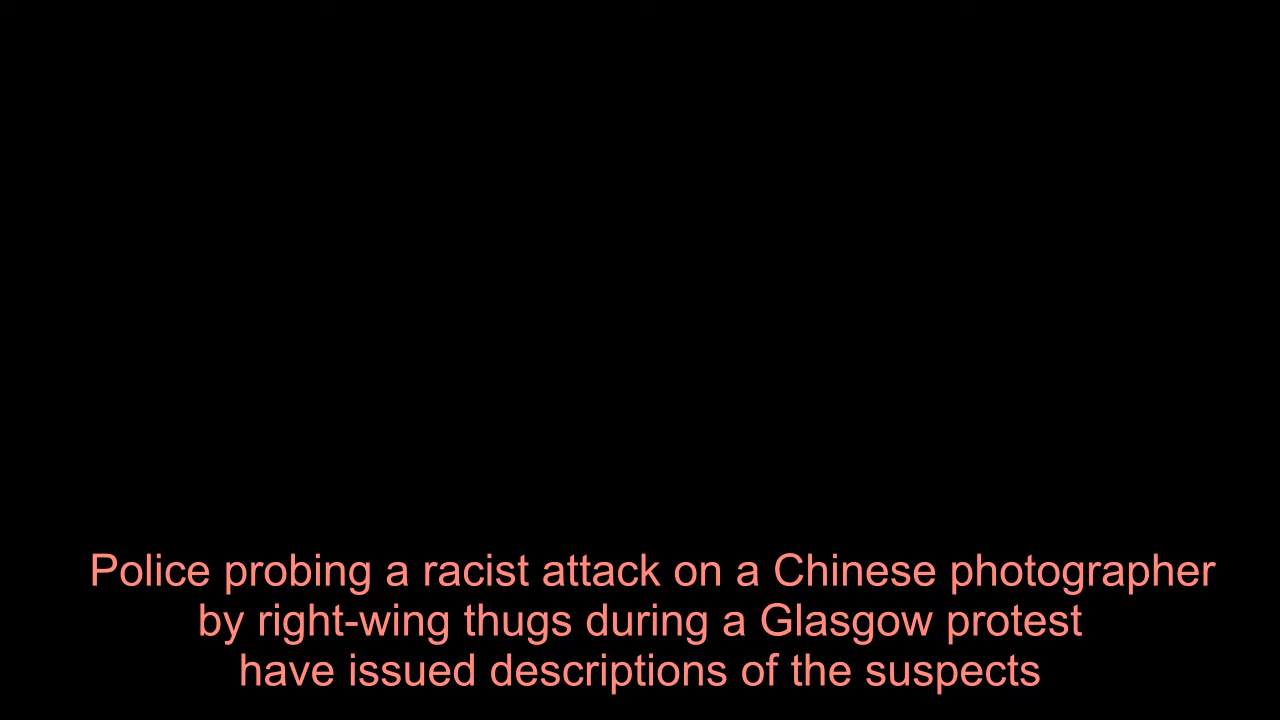 Police probing a racist attack on a Chinese photographer
by right-wing thugs during a Glasgow protest
have issued descriptions of the suspects